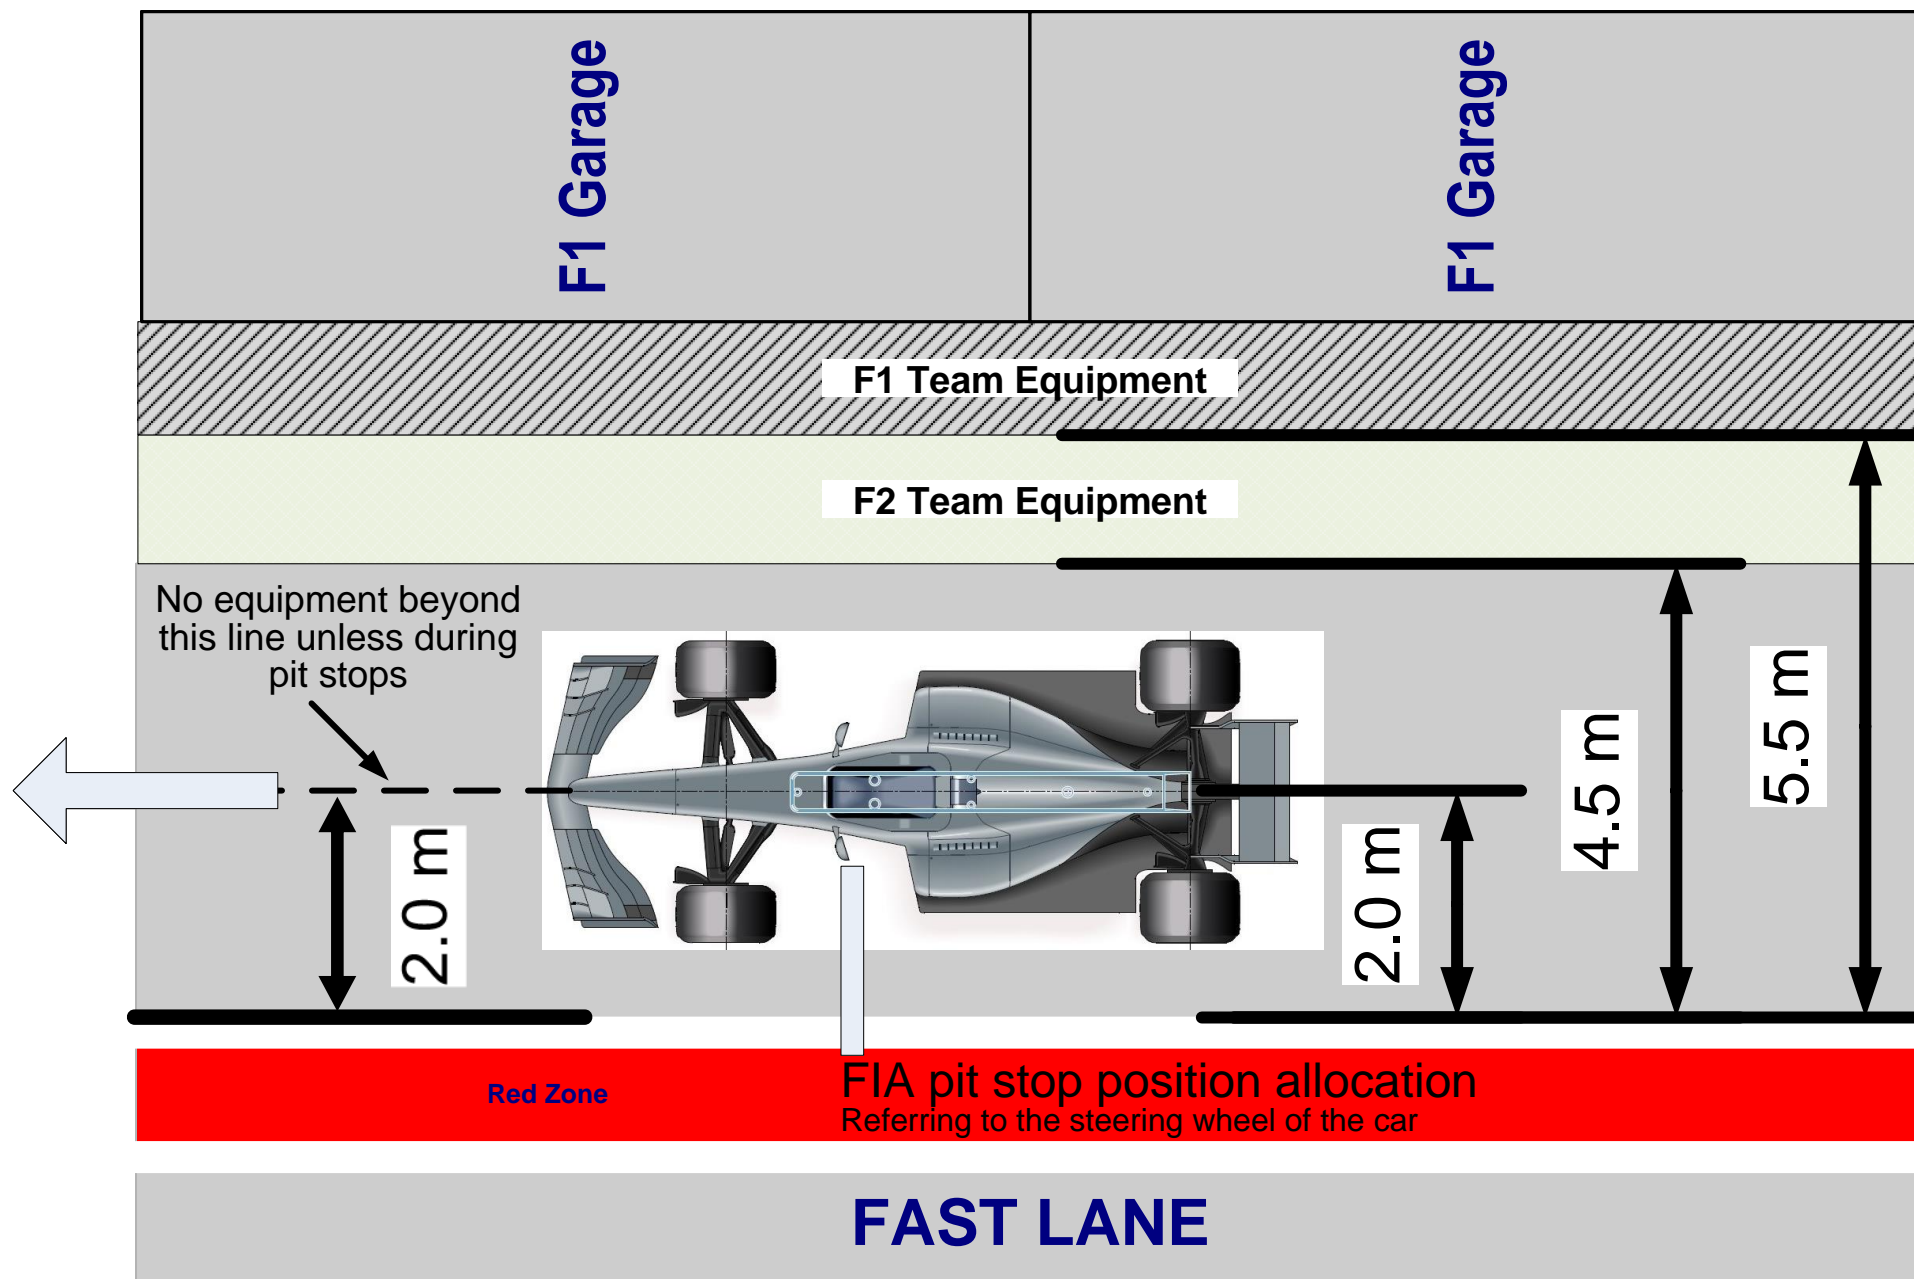 F1 Garage
F1 Garage
F1 Team Equipment
F2 Team Equipment
No equipment beyond
this line unless during
pit stops
2.0 m
2.0 m
4.5 m
5.5 m
Red Zone
FIA pit stop position allocation
Referring to the steering wheel of the car
FAST LANE